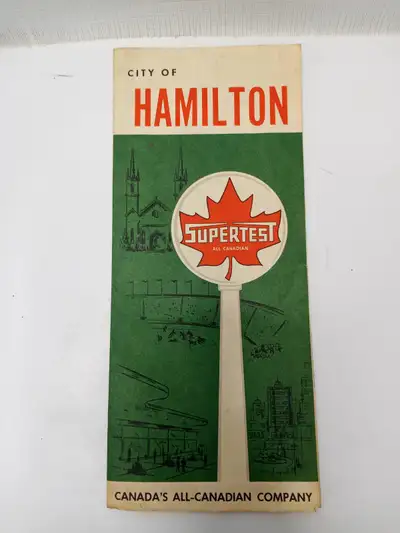 CITY OF
HAMILTON
SUPERTEST
ALL CANADIAN
CANADA'S ALL-CANADIAN COMPANY